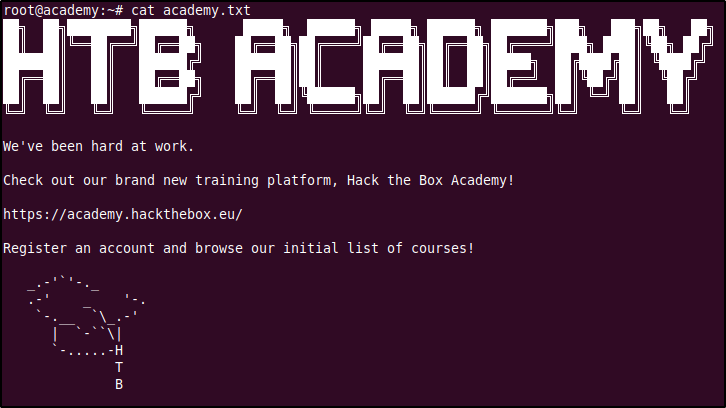 root@academy:~# cat academy.txt
HTB ACADEMY
We've been hard at work.
Check out our brand new training platform, Hack the Box Academy!
https://academy.hackthebox.eu/
Register an account and browse our initial list of courses!
H
T
B